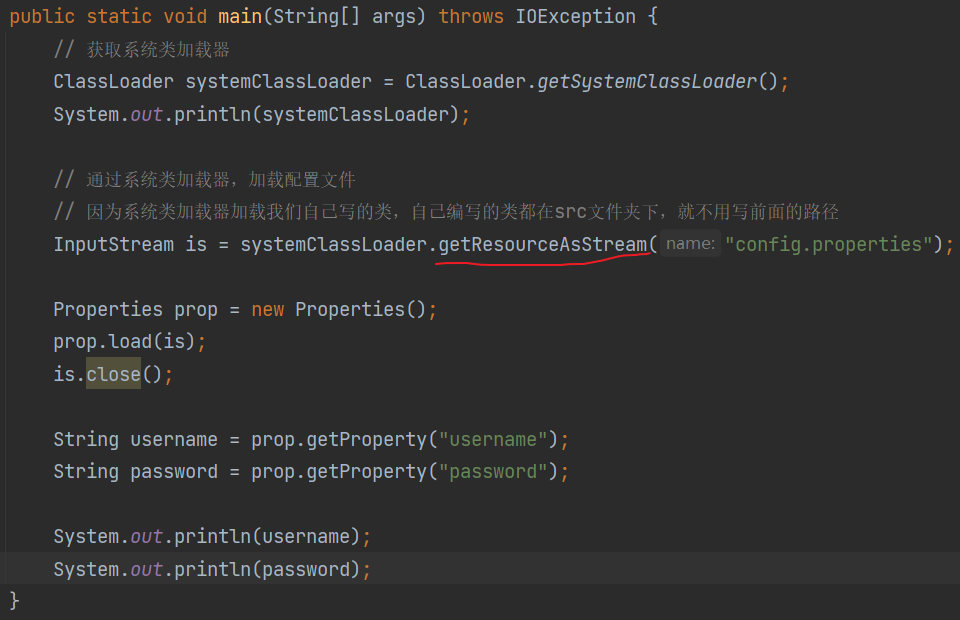 public static void main(String[] args) throws IOException {
// 获取系统类加载器
ClassLoader systemClassLoader = ClassLoader.getSystemClassLoader();
System.out.println(systemClassLoader);
// 通过系统类加载器，加载配置文件
// 因为系统类加载器加载我们自己写的类，自己编写的类都在src文件夹下，就不用写前面的路径
InputStream is = systemClassLoader.getResourceAsStream( name: "config.properties");
Properties prop = new Properties();
prop.load(is);
is.close();
String username = prop.getProperty("username");
String password = prop.getProperty("password");
System.out.println(username);
System.out.println(password);
}